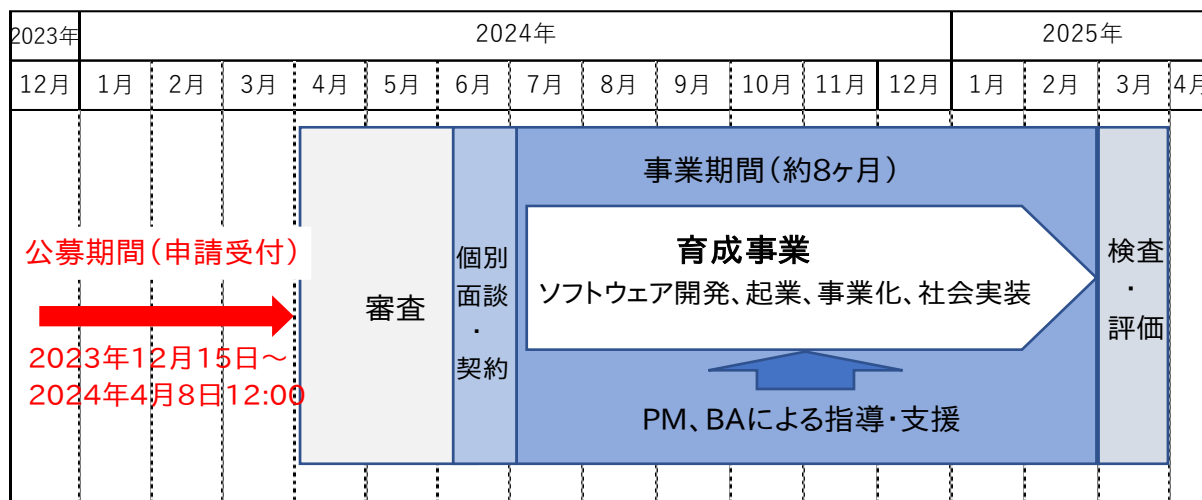 2023年 2024年 2025年
12月 1月 2月 3月 4月 5月 6月 7月 8月 9月 10月 11月 12月 1月 2月 3月 4月
公募期間(申請受付)
2023年12月15日～
2024年4月8日12:00
審査
個別
面談
・
契約
事業期間(約8ヶ月)
育成事業
ソフトウェア開発、起業、事業化、社会実装
PM、BAによる指導・支援
検査
・
評価